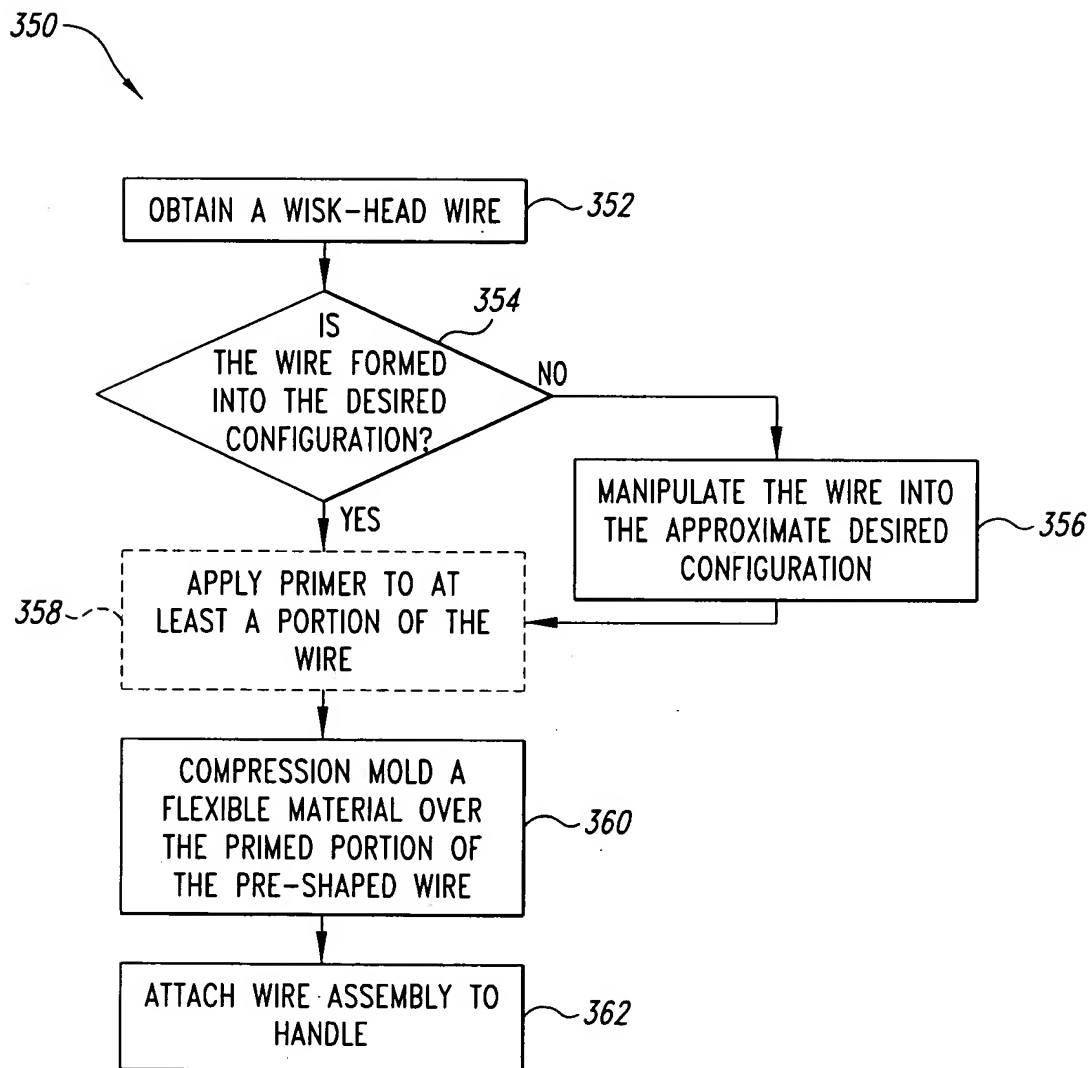 350
OBTAIN A WISK-HEAD WIRE
352
354
IS
THE WIRE FORMED
INTO THE DESIRED
CONFIGURATION?
NO
YES
MANIPULATE THE WIRE INTO
THE APPROXIMATE DESIRED
CONFIGURATION
356
358
APPLY PRIMER TO AT
LEAST A PORTION OF THE
WIRE
COMPRESSION MOLD A
FLEXIBLE MATERIAL OVER
THE PRIMED PORTION OF
THE PRE-SHAPED WIRE
360
ATTACH WIRE ASSEMBLY TO
HANDLE
362